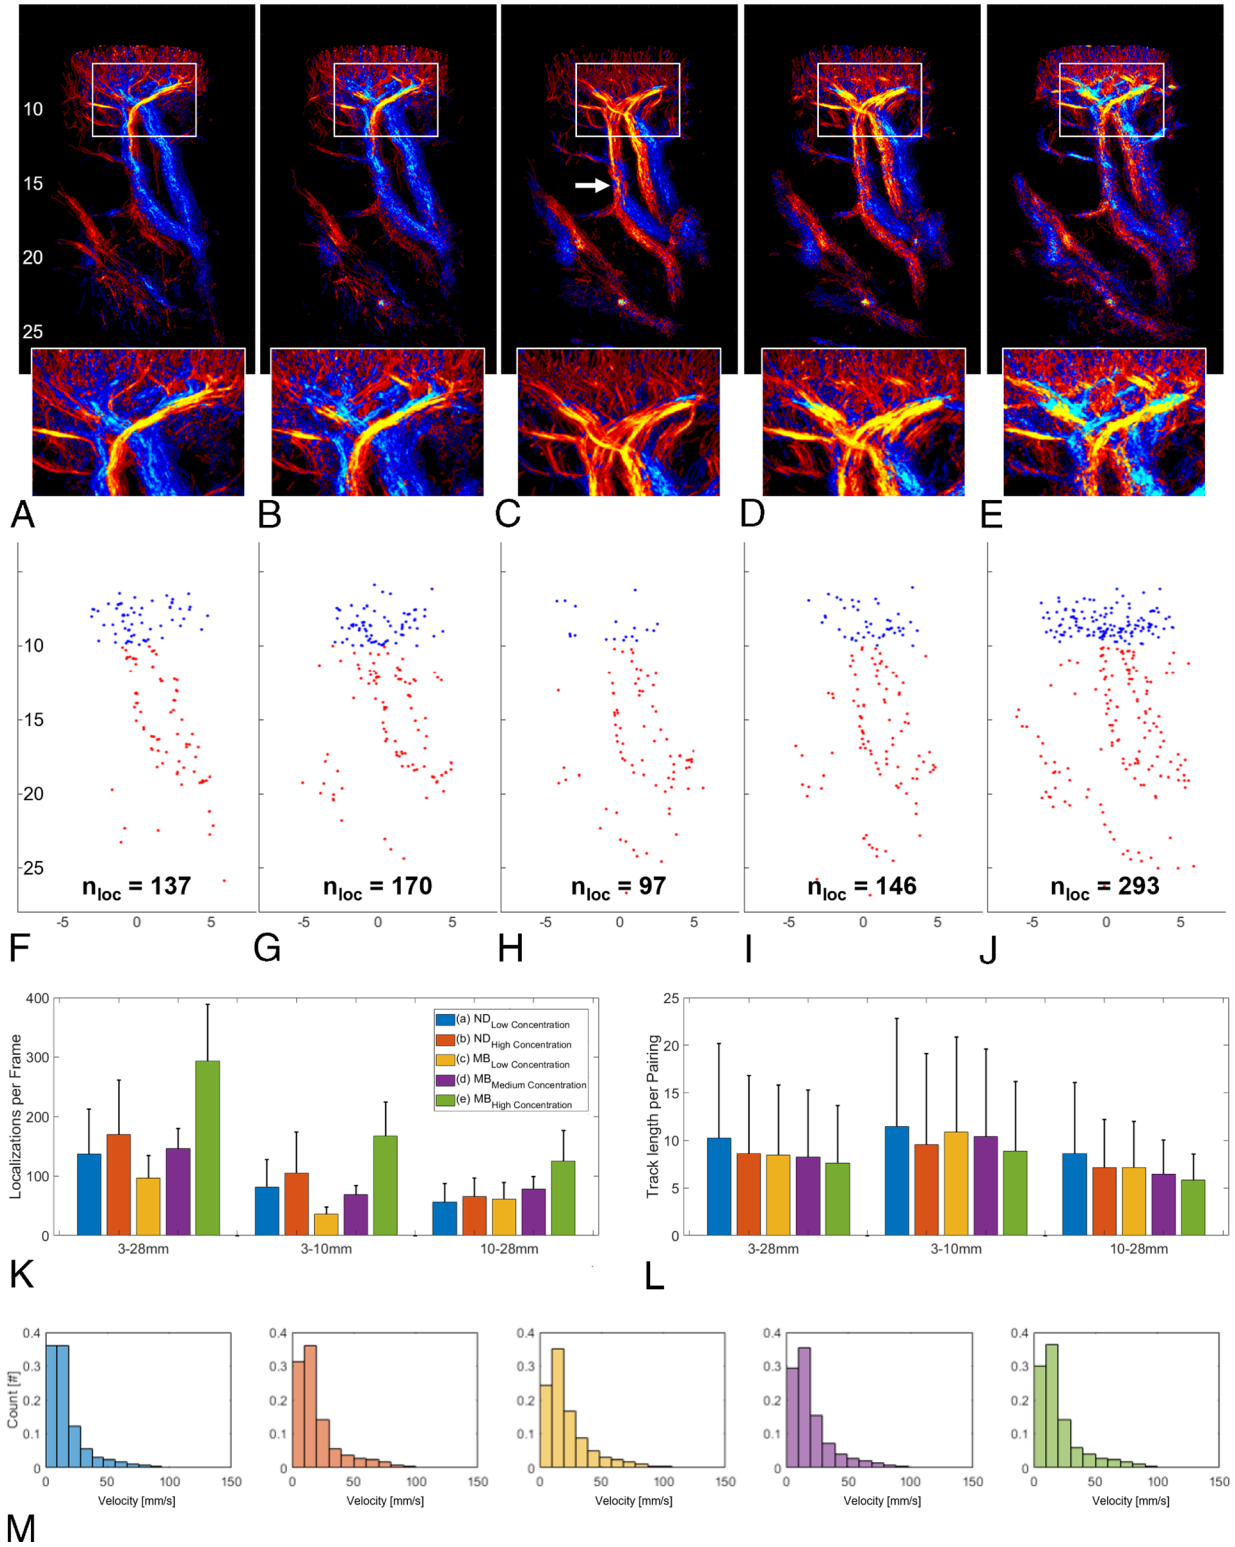 10
15
20
25
A B C D E
10
15
20
25
n_loc = 137 n_loc = 170 n_loc = 97 n_loc = 146 n_loc = 293
-5 0 5 -5 0 5 -5 0 5 -5 0 5 -5 0 5
F G H I J
400
300
200
100
0
Localizations per Frame
(a) ND Low Concentration
(b) ND High Concentration
(c) MB Low Concentration
(d) MB Medium Concentration
(e) MB High Concentration
3-28mm 3-10mm 10-28mm
K
25
20
15
10
5
0
Track length per Pairing
3-28mm 3-10mm 10-28mm
L
0.4 0.4 0.4 0.4 0.4
0.3 0.3 0.3 0.3 0.3
0.2 0.2 0.2 0.2 0.2
0.1 0.1 0.1 0.1 0.1
0 0 0 0 0
Count [#]
0 50 100 150 0 50 100 150 0 50 100 150 0 50 100 150 0 50 100 150
Velocity [mm/s] Velocity [mm/s] Velocity [mm/s] Velocity [mm/s] Velocity [mm/s]
M